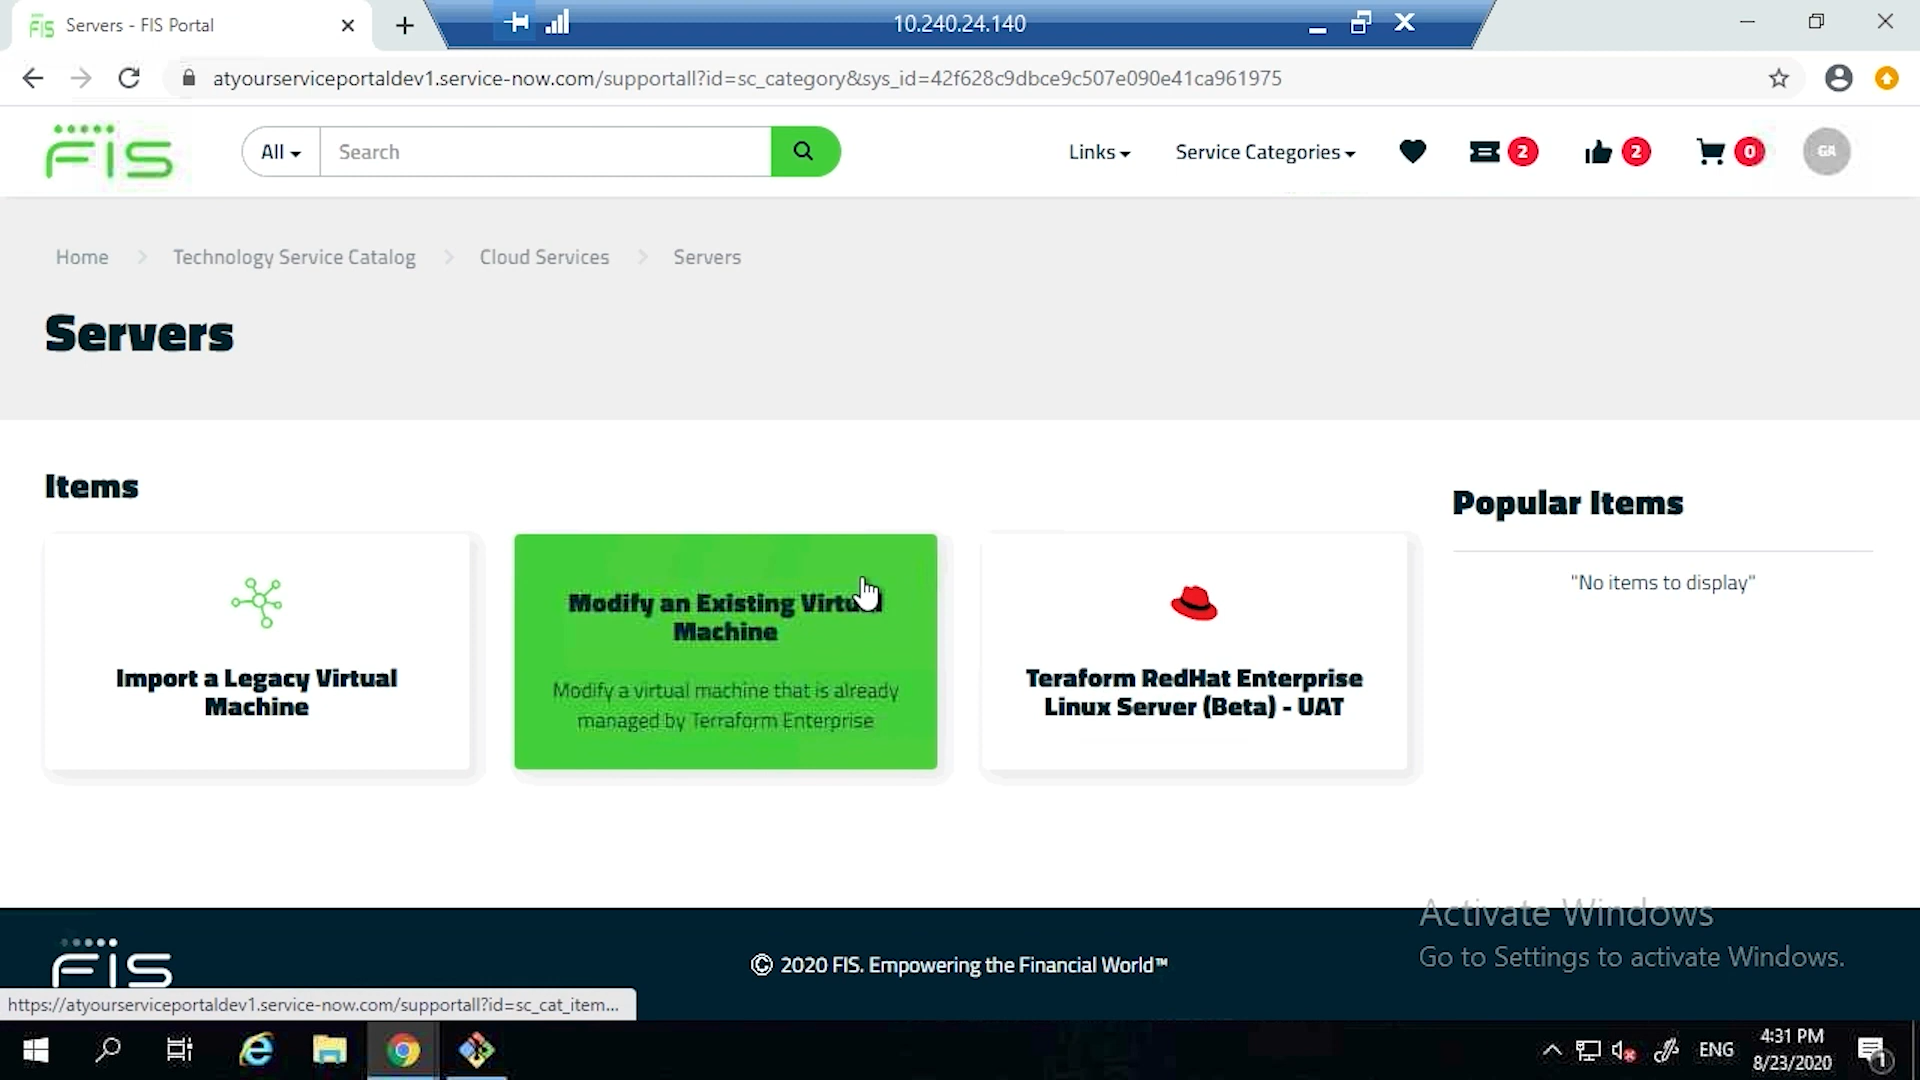 Servers - FIS Portal
10.240.24.140
atyourserviceportaldev1.service-now.com/supportall?id=sc_category&sys_id=42f628c9dbce9c507e090e41ca961975
FIS
All
Search
Links
Service Categories
2
2
0
GA
Home
Technology Service Catalog
Cloud Services
Servers
Servers
Items
Popular Items
"No items to display"
Import a Legacy Virtual
Machine
Modify an Existing Virtual
Machine
Modify a virtual machine that is already
managed by Terraform Enterprise
Teraform RedHat Enterprise
Linux Server (Beta) - UAT
Activate Windows
Go to Settings to activate Windows.
FIS
© 2020 FIS. Empowering the Financial World™
https://atyourserviceportaldev1.service-now.com/supportall?id=sc_cat_item...
ENG
4:31 PM
8/23/2020
1